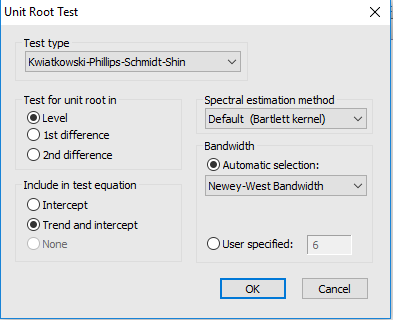 Unit Root Test
Test type
Kwiatkowski-Phillips-Schmidt-Shin
Test for unit root in
Level
1st difference
2nd difference
Include in test equation
Intercept
Trend and intercept
None
Spectral estimation method
Default (Bartlett kernel)
Bandwidth
Automatic selection:
Newey-West Bandwidth
User specified: 6
OK Cancel